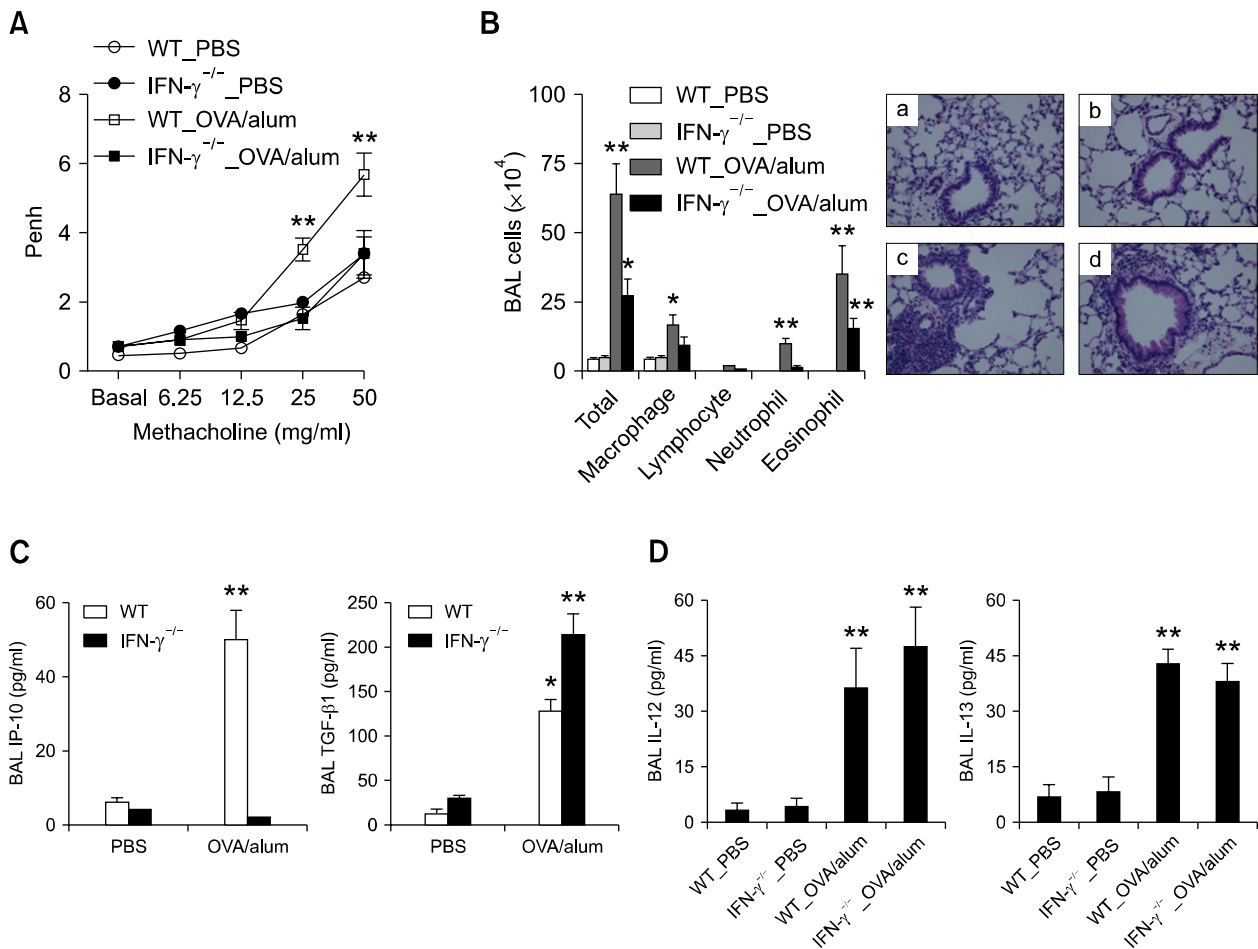 A
WT_PBS
IFN-γ⁻/⁻_PBS
WT_OVA/alum
IFN-γ⁻/⁻_OVA/alum
8
6
4
2
0
Penh
**
**
Basal 6.25 12.5 25 50
Methacholine (mg/ml)
B
WT_PBS
IFN-γ⁻/⁻_PBS
WT_OVA/alum
IFN-γ⁻/⁻_OVA/alum
100
75
50
25
0
BAL cells (×10⁴)
**
*
*
**
**
**
Total
Macrophage
Lymphocyte
Neutrophil
Eosinophil
a
b
c
d
C
WT
IFN-γ⁻/⁻
60
40
20
0
BAL IP-10 (pg/ml)
**
PBS OVA/alum
WT
IFN-γ⁻/⁻
250
200
150
100
50
0
BAL TGF-β1 (pg/ml)
*
**
PBS OVA/alum
D
60
45
30
15
0
BAL IL-12 (pg/ml)
**
**
WT_PBS
IFN-γ⁻/⁻_PBS
WT_OVA/alum
IFN-γ⁻/⁻_OVA/alum
60
45
30
15
0
BAL IL-13 (pg/ml)
**
**
WT_PBS
IFN-γ⁻/⁻_PBS
WT_OVA/alum
IFN-γ⁻/⁻_OVA/alum